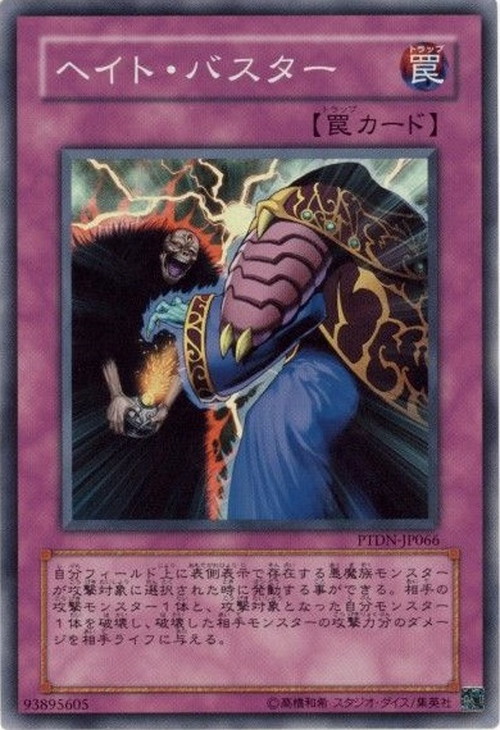 ヘイト・バスター
トラップ
罠
トラップ
【罠カード】
PTDN-JP066
自分フィールド上に表側表示で存在する悪魔族モンスター
が攻撃対象に選択された時に発動する事ができる。相手の
攻撃モンスター1体と、攻撃対象となった自分モンスター
1体を破壊し、破壊した相手モンスターの攻撃力分のダメ
ージを相手ライフに与える。
93895605
©高橋和希 スタジオ・ダイス/集英社